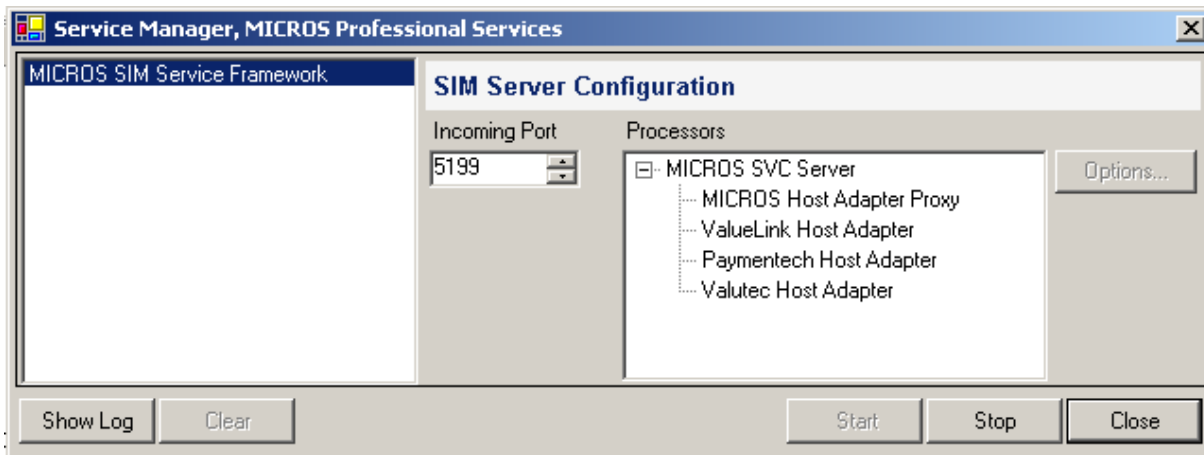 Service Manager, MICROS Professional Services
MICROS SIM Service Framework
SIM Server Configuration
Incoming Port
Processors
5199
MICROS SVC Server
Options...
MICROS Host Adapter Proxy
ValueLink Host Adapter
Paymentech Host Adapter
Valutec Host Adapter
Show Log
Clear
Start
Stop
Close